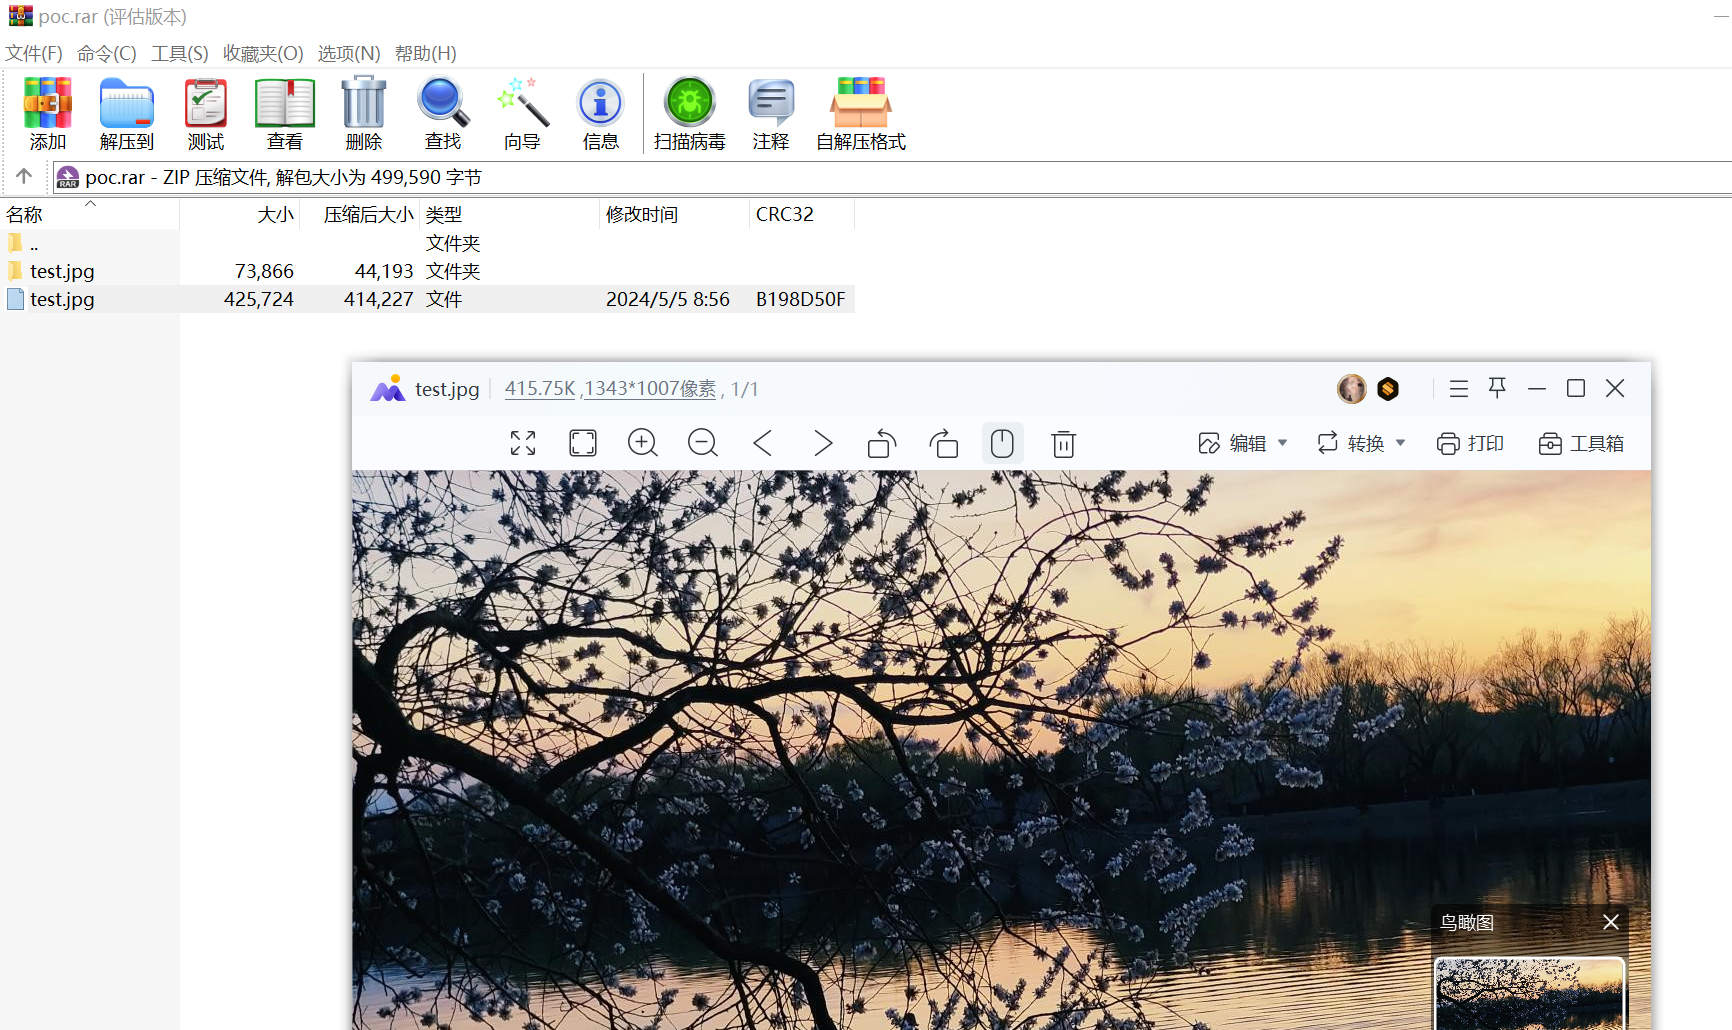 poc.rar (评估版本)
文件(F) 命令(C) 工具(S) 收藏夹(O) 选项(N) 帮助(H)
添加 解压到 测试 查看 删除 查找 向导 信息 扫描病毒 注释 自解压格式
RAR poc.rar - ZIP 压缩文件, 解包大小为 499,590 字节
名称 大小 压缩后大小 类型 修改时间 CRC32
.. 文件夹
test.jpg 73,866 44,193 文件夹
test.jpg 425,724 414,227 文件 2024/5/5 8:56 B198D50F
test.jpg 415.75K ,1343*1007像素 , 1/1
编辑 转换 打印 工具箱
鸟瞰图